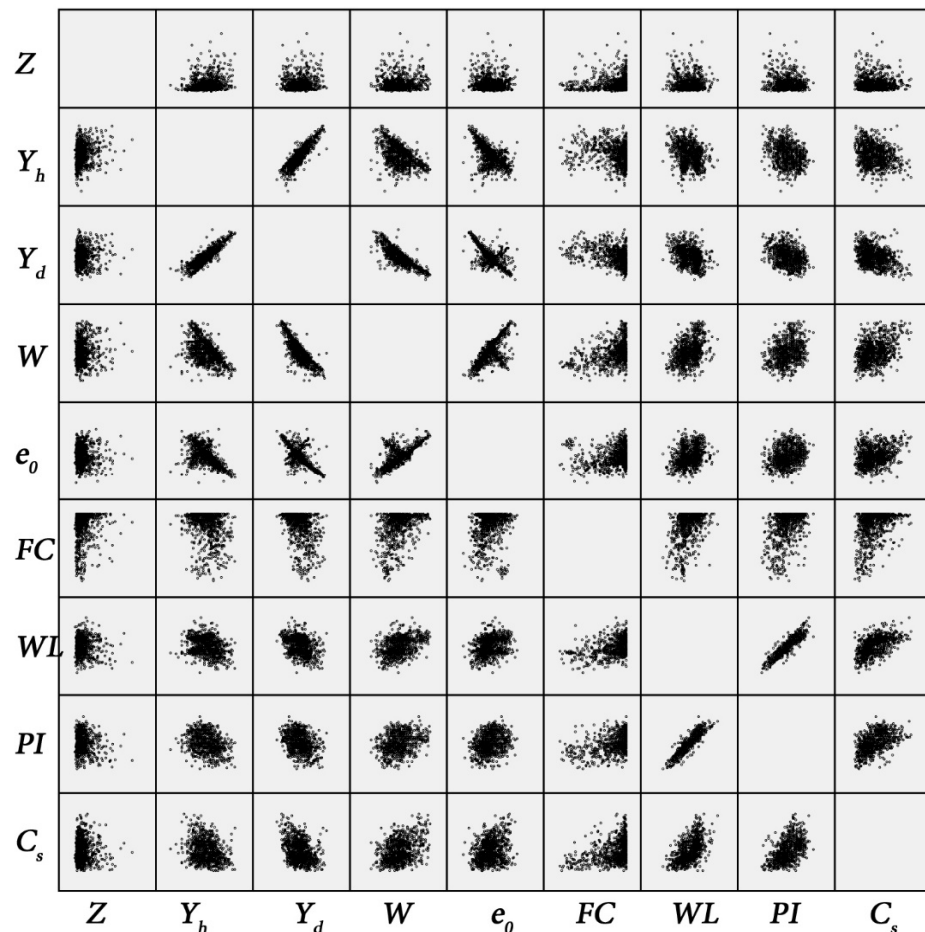 Z
Y_h
Y_d
W
e_0
FC
WL
PI
C_s
Z Y_h Y_d W e_0 FC WL PI C_s